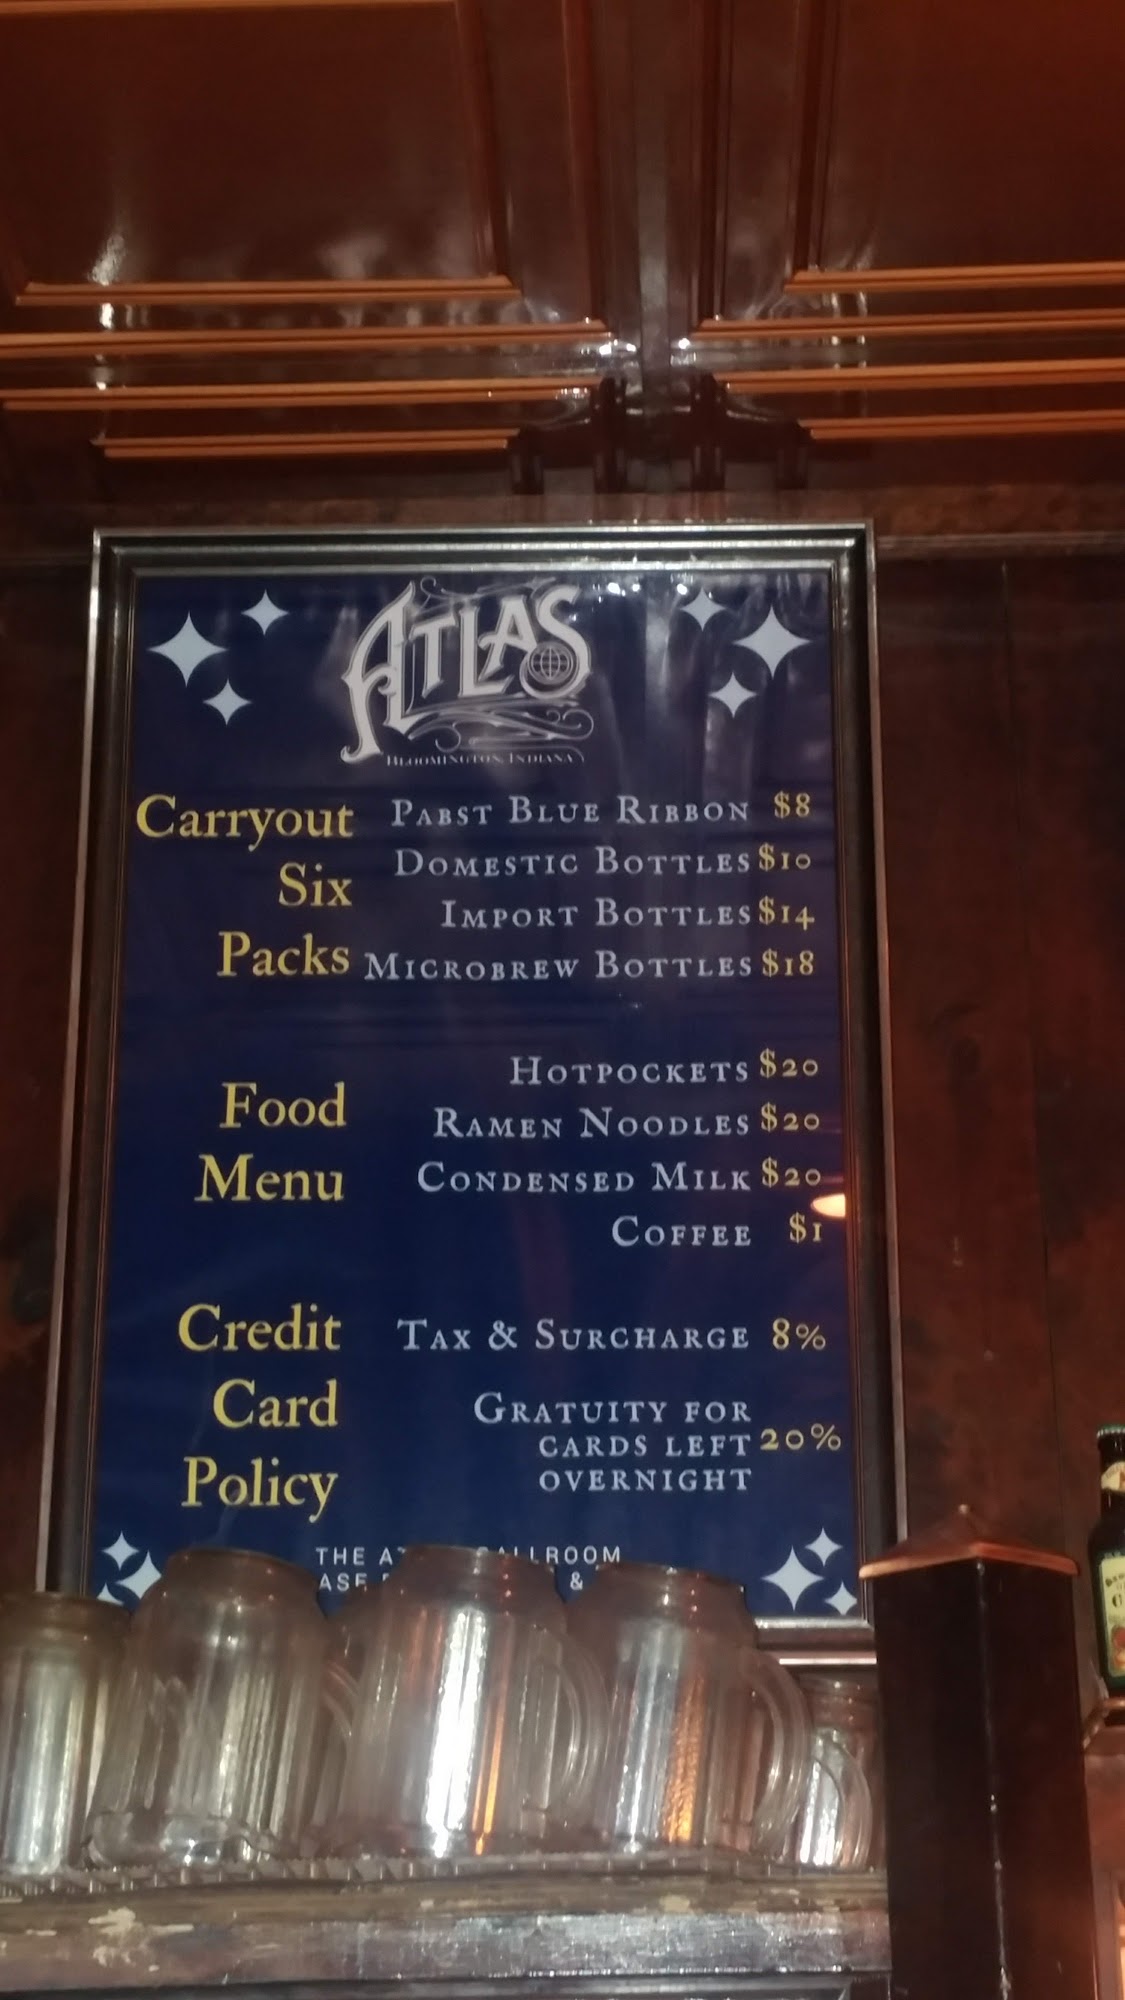 ATLAS
BLOOMINGTON, INDIANA
Carryout
Six
Packs
PABST BLUE RIBBON $8
DOMESTIC BOTTLES $10
IMPORT BOTTLES $14
MICROBREW BOTTLES $18
Food
Menu
HOTPOCKETS $20
RAMEN NOODLES $20
CONDENSED MILK $20
COFFEE $1
Credit
Card
Policy
TAX & SURCHARGE 8%
GRATUITY FOR
CARDS LEFT 20%
OVERNIGHT
THE
&